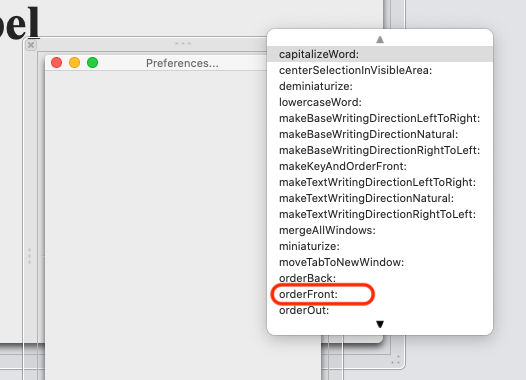 bel
Preferences...
capitalizeWord:
centerSelectionInVisibleArea:
deminiaturize:
lowercaseWord:
makeBaseWritingDirectionLeftToRight:
makeBaseWritingDirectionNatural:
makeBaseWritingDirectionRightToLeft:
makeKeyAndOrderFront:
makeTextWritingDirectionLeftToRight:
makeTextWritingDirectionNatural:
makeTextWritingDirectionRightToLeft:
mergeAllWindows:
miniaturize:
moveTabToNewWindow:
orderBack:
orderFront:
orderOut: